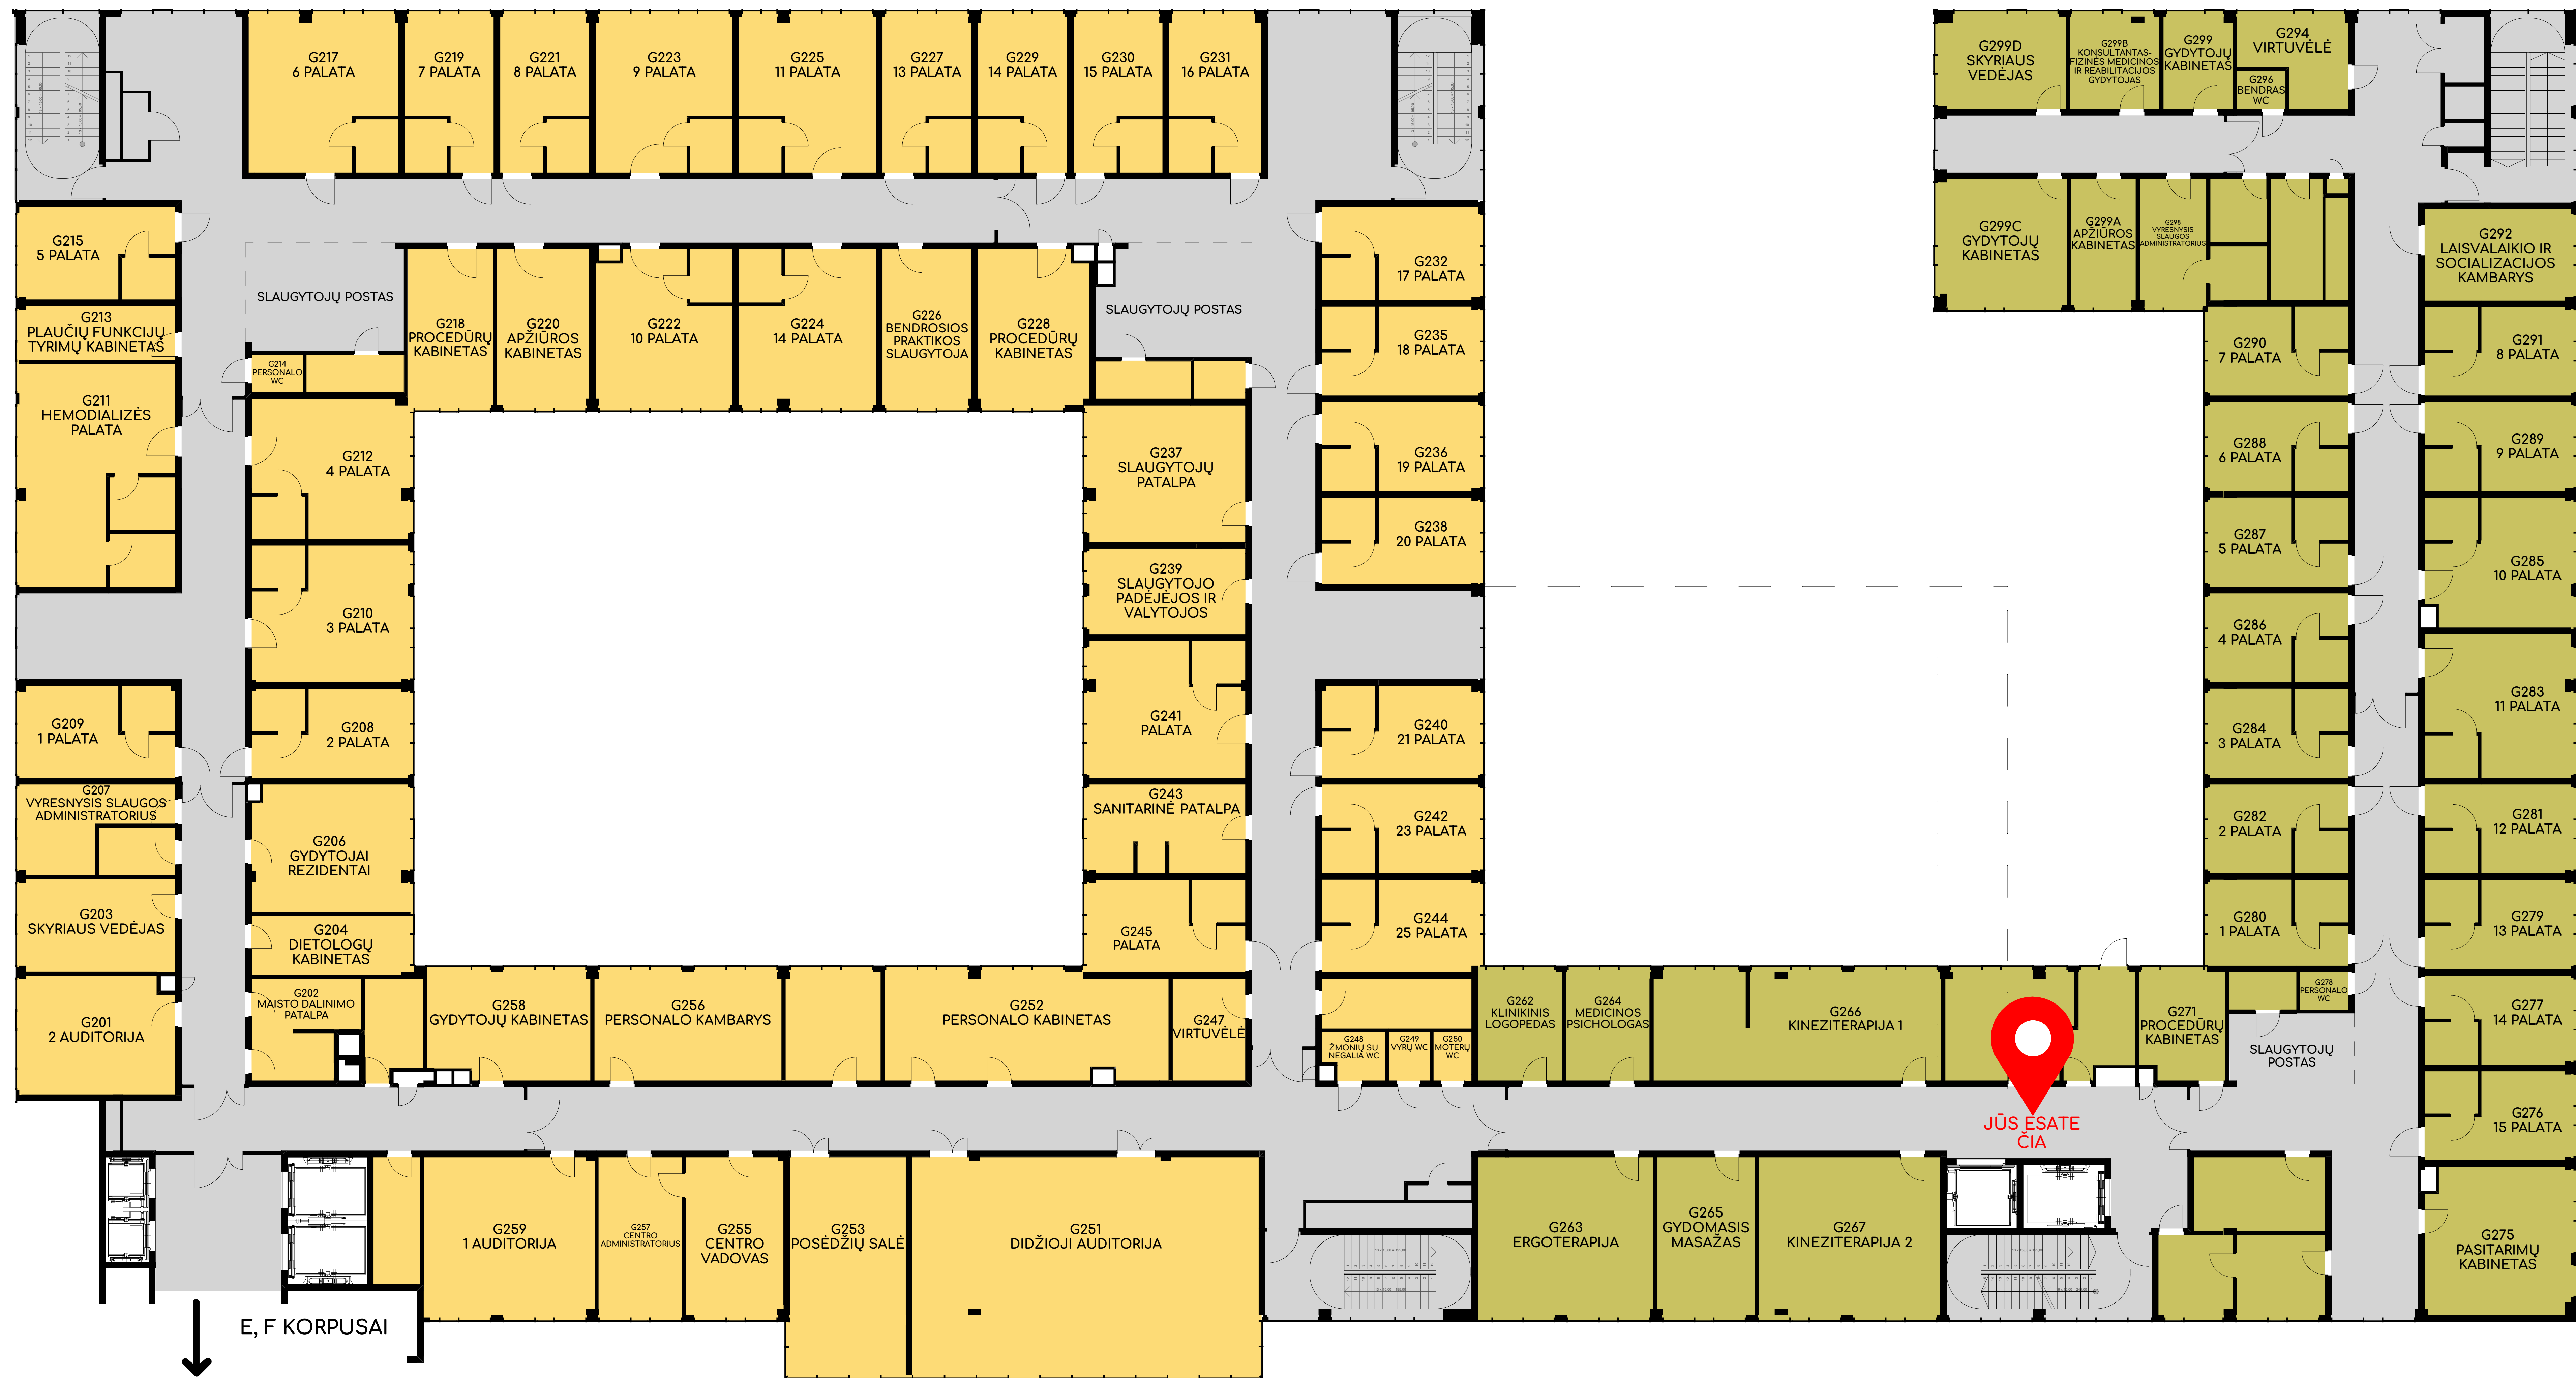 G217
6 PALATA
G219
7 PALATA
G221
8 PALATA
G223
9 PALATA
G225
11 PALATA
G227
13 PALATA
G229
14 PALATA
G230
15 PALATA
G231
16 PALATA
G299D
SKYRIAUS
VEDĖJAS
G299B
KONSULTANTAS-
FIZINĖS MEDICINOS
IR REABILITACIJOS
GYDYTOJAS
G299
GYDYTOJŲ
KABINETAS
G294
VIRTUVĖLĖ
G296
BENDRAS
WC
G215
5 PALATA
G213
PLAUČIŲ FUNKCIJŲ
TYRIMŲ KABINETAS
G211
HEMODIALIZĖS
PALATA
SLAUGYTOJŲ POSTAS
G214
PERSONALO
WC
G218
PROCEDŪRŲ
KABINETAS
G220
APŽIŪROS
KABINETAS
G222
10 PALATA
G224
14 PALATA
G226
BENDROSIOS
PRAKTIKOS
SLAUGYTOJA
G228
PROCEDŪRŲ
KABINETAS
SLAUGYTOJŲ POSTAS
G232
17 PALATA
G235
18 PALATA
G236
19 PALATA
G238
20 PALATA
G299C
GYDYTOJŲ
KABINETAS
G299A
APŽIŪROS
KABINETAS
G298
VYRESNYSIS
SLAUGOS
ADMINISTRATORIUS
G292
LAISVALAIKIO IR
SOCIALIZACIJOS
KAMBARYS
G290
7 PALATA
G291
8 PALATA
G288
6 PALATA
G289
9 PALATA
G287
5 PALATA
G285
10 PALATA
G286
4 PALATA
G283
11 PALATA
G284
3 PALATA
G282
2 PALATA
G281
12 PALATA
G280
1 PALATA
G279
13 PALATA
G212
4 PALATA
G210
3 PALATA
G209
1 PALATA
G208
2 PALATA
G207
VYRESNYSIS SLAUGOS
ADMINISTRATORIUS
G206
GYDYTOJAI
REZIDENTAI
G203
SKYRIAUS VEDĖJAS
G204
DIETOLOGŲ
KABINETAS
G201
2 AUDITORIJA
G202
MAISTO DALINIMO
PATALPA
G237
SLAUGYTOJŲ
PATALPA
G239
SLAUGYTOJO
PADĖJĖJOS IR
VALYTOJOS
G241
PALATA
G243
SANITARINĖ PATALPA
G245
PALATA
G240
21 PALATA
G242
23 PALATA
G244
25 PALATA
G258
GYDYTOJŲ KABINETAS
G256
PERSONALO KAMBARYS
G252
PERSONALO KABINETAS
G247
VIRTUVĖLĖ
G248
ŽMONIŲ SU
NEGALIA WC
G249
VYRŲ WC
G250
MOTERŲ
WC
G262
KLINIKINIS
LOGOPEDAS
G264
MEDICINOS
PSICHOLOGAS
G266
KINEZITERAPIJA 1
G271
PROCEDŪRŲ
KABINETAS
G278
PERSONALO
WC
SLAUGYTOJŲ
POSTAS
G277
14 PALATA
G276
15 PALATA
JŪS ESATE
ČIA
G259
1 AUDITORIJA
G257
CENTRO
ADMINISTRATORIUS
G255
CENTRO
VADOVAS
G253
POSĖDŽIŲ SALĖ
G251
DIDŽIOJI AUDITORIJA
G263
ERGOTERAPIJA
G265
GYDOMASIS
MASAŽAS
G267
KINEZITERAPIJA 2
G275
PASITARIMŲ
KABINETAS
E, F KORPUSAI